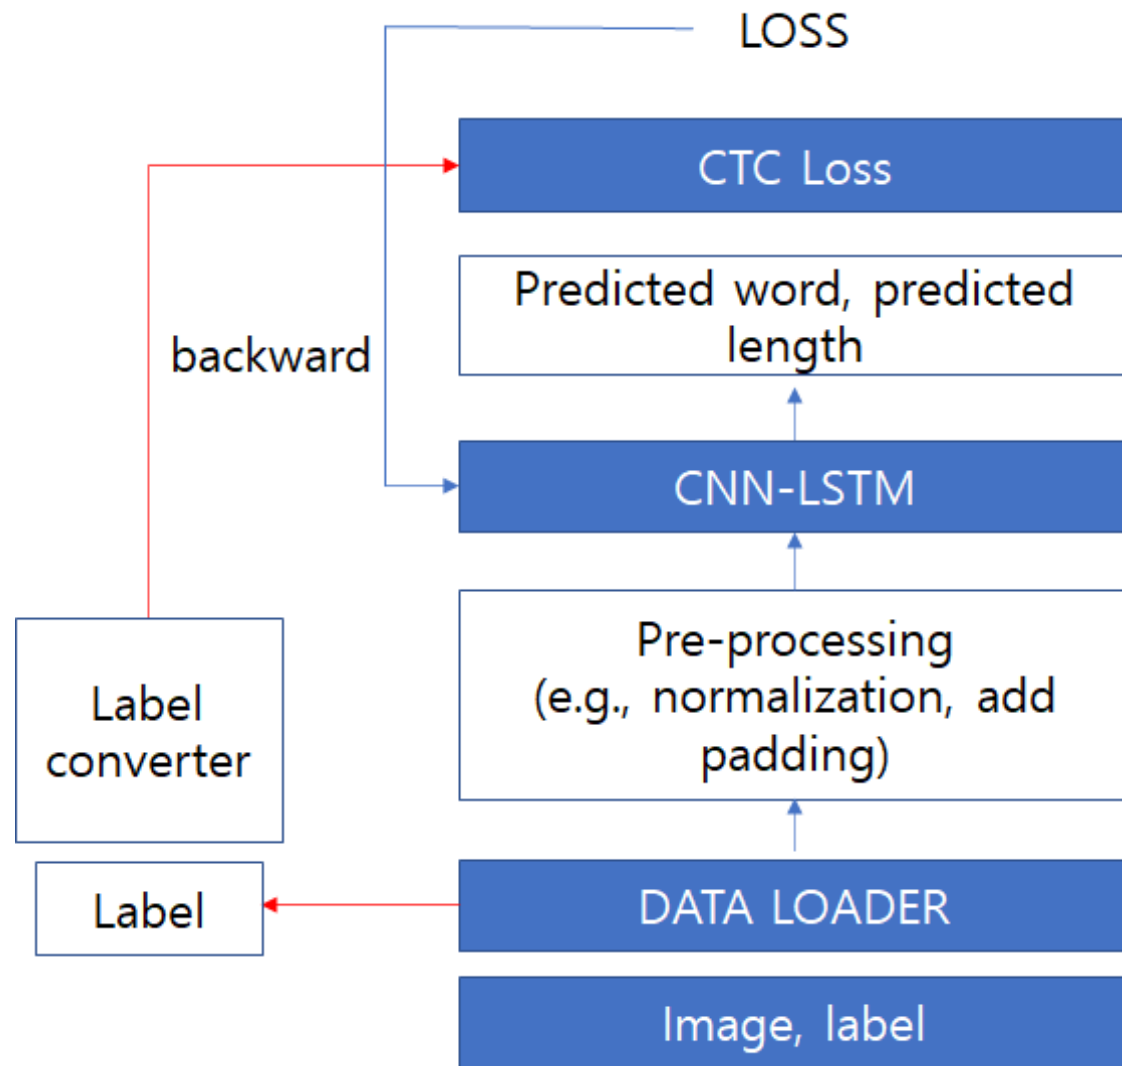 LOSS
CTC Loss
Predicted word, predicted
length
backward
CNN-LSTM
Pre-processing
(e.g., normalization, add
padding)
Label
converter
Label
DATA LOADER
Image, label